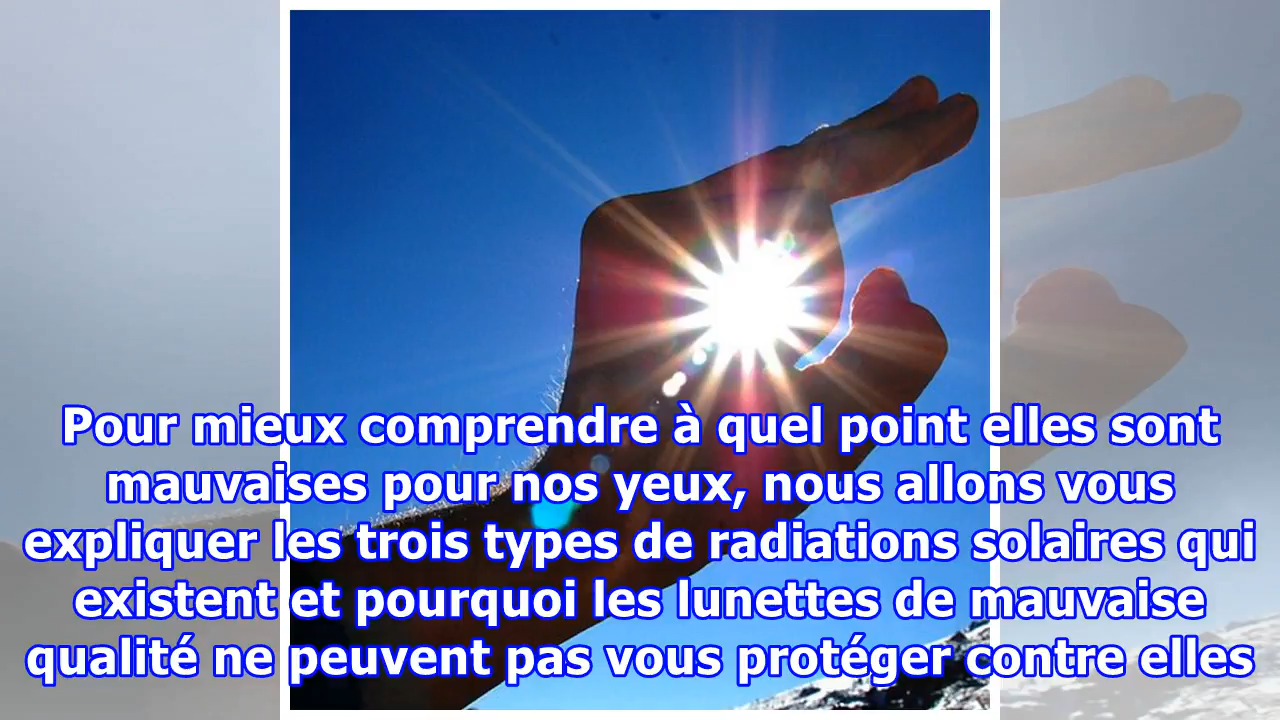 Pour mieux comprendre à quel point elles sont
mauvaises pour nos yeux, nous allons vous
expliquer les trois types de radiations solaires qui
existent et pourquoi les lunettes de mauvaise
qualité ne peuvent pas vous protéger contre elles